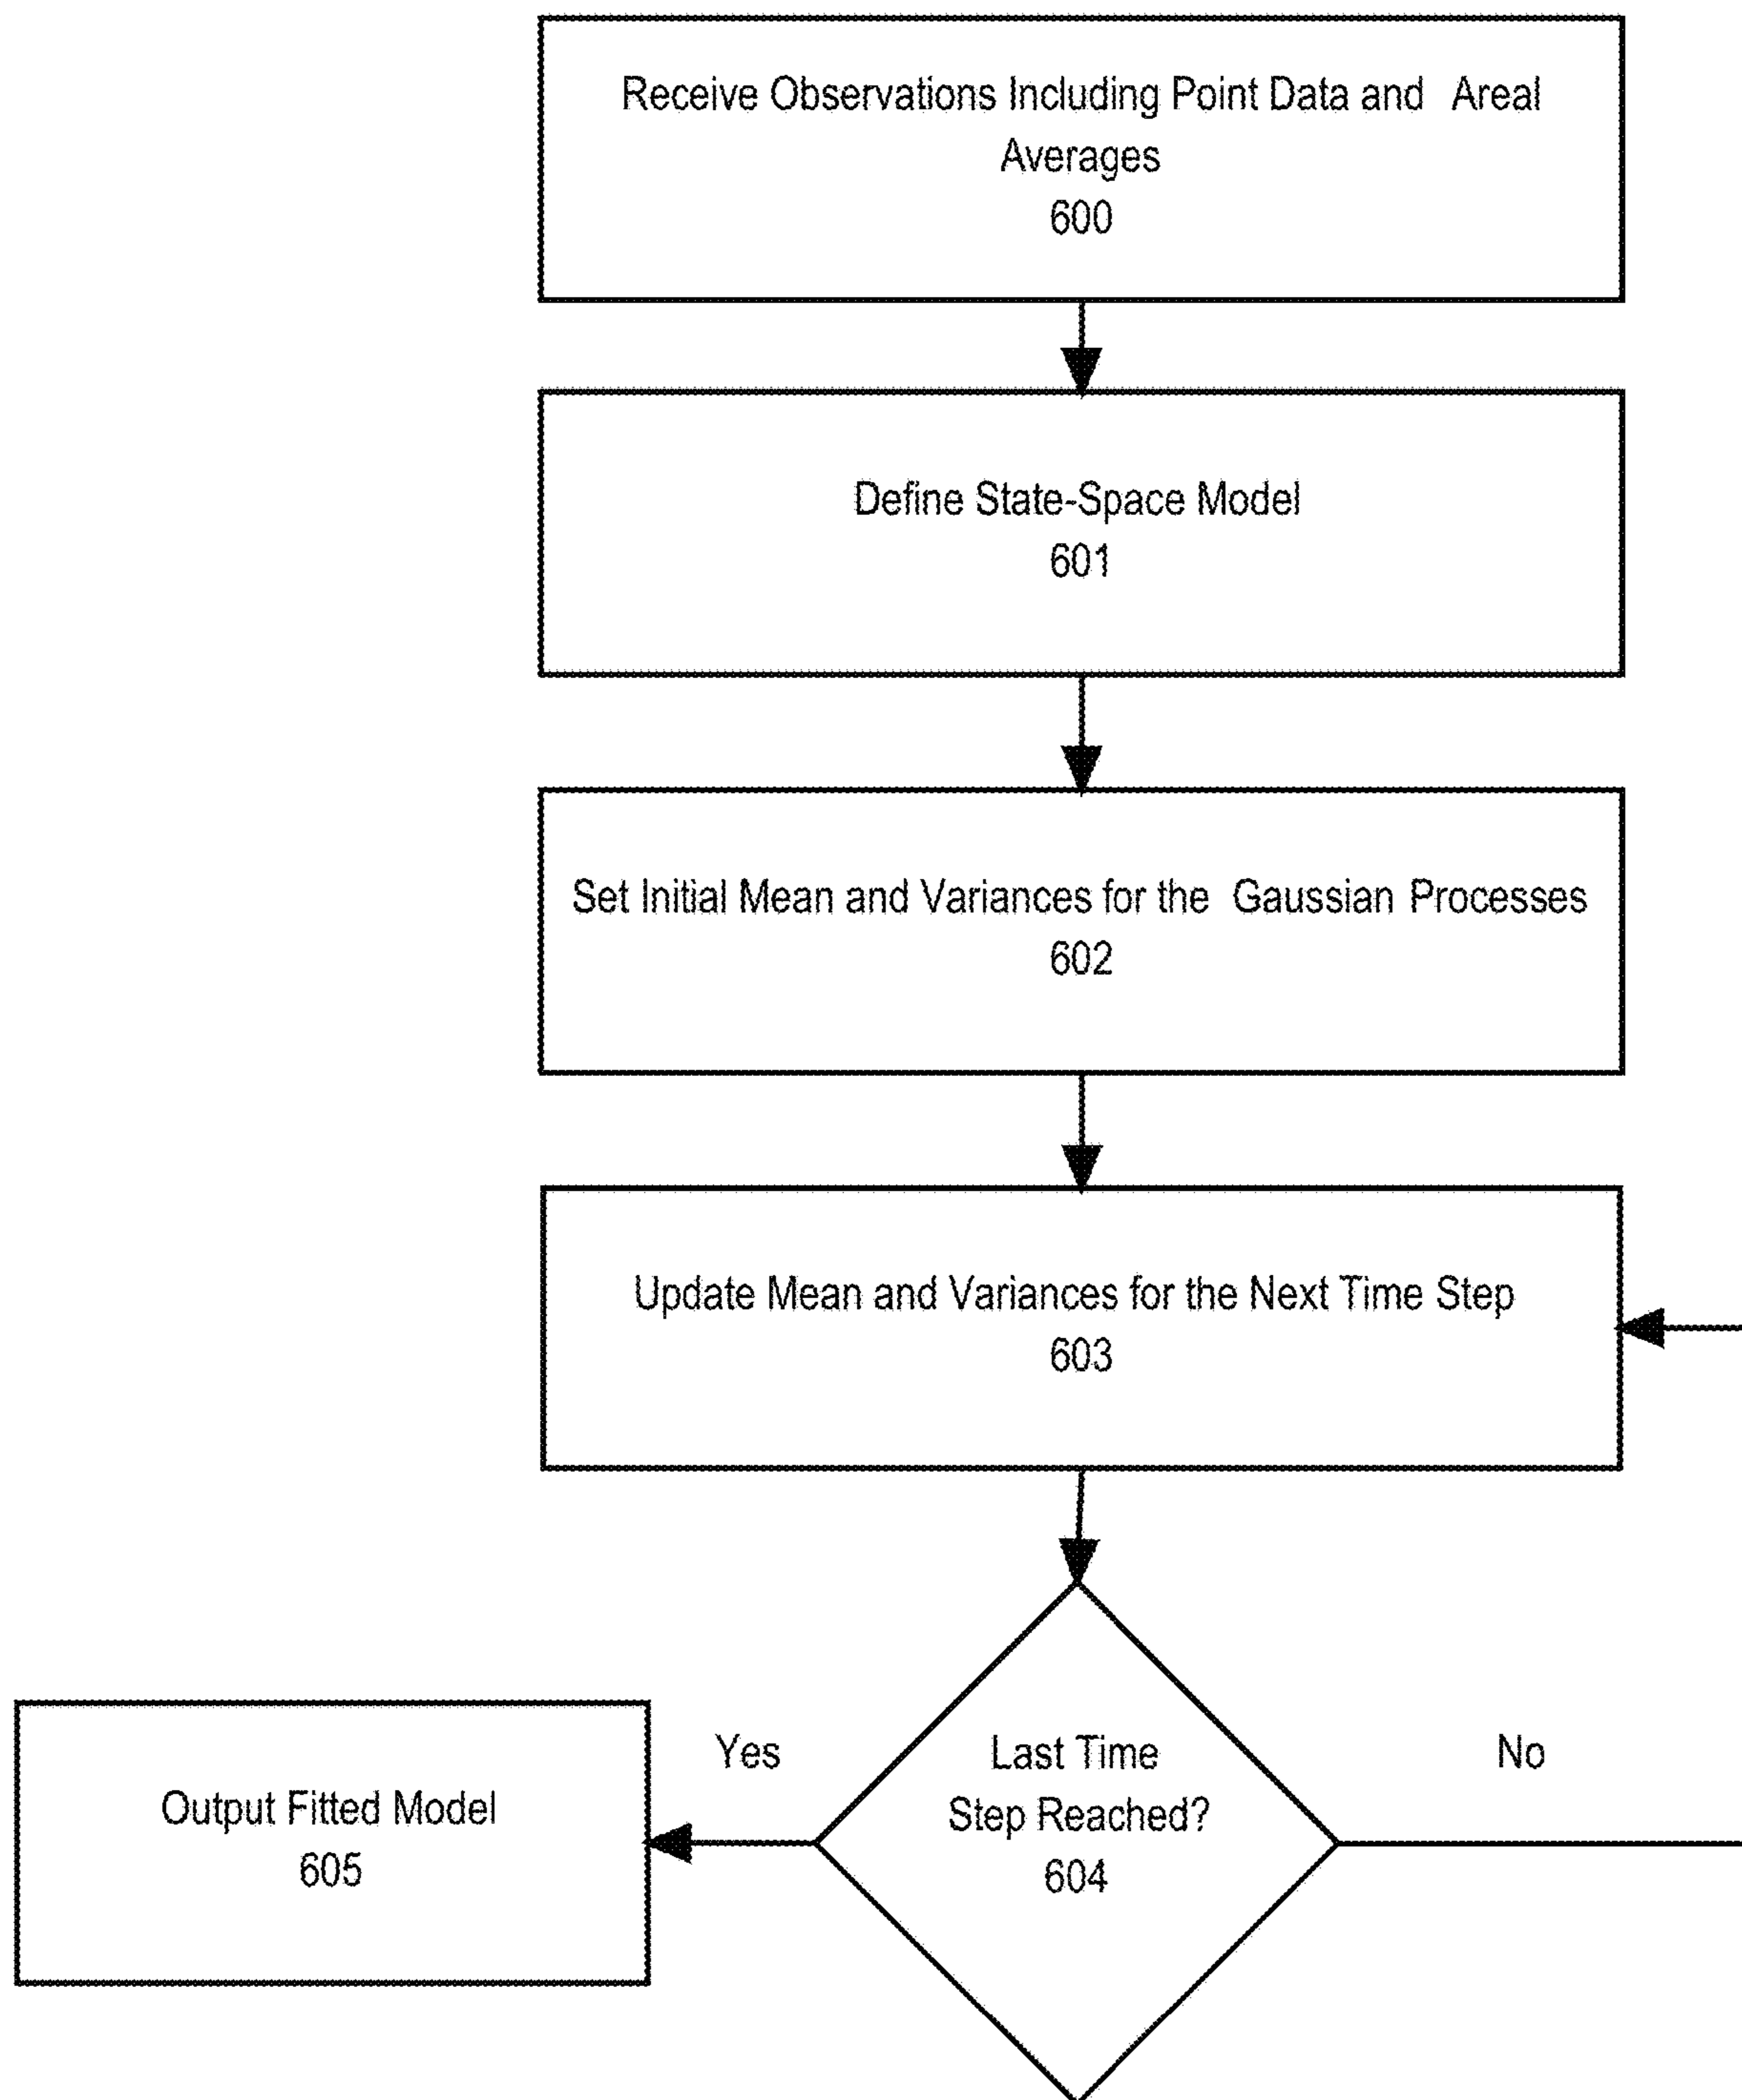 Receive Observations Including Point Data and Areal
Averages
600
Define State-Space Model
601
Set Initial Mean and Variances for the Gaussian Processes
602
Update Mean and Variances for the Next Time Step
603
Yes
Last Time
Step Reached?
604
No
Output Fitted Model
605